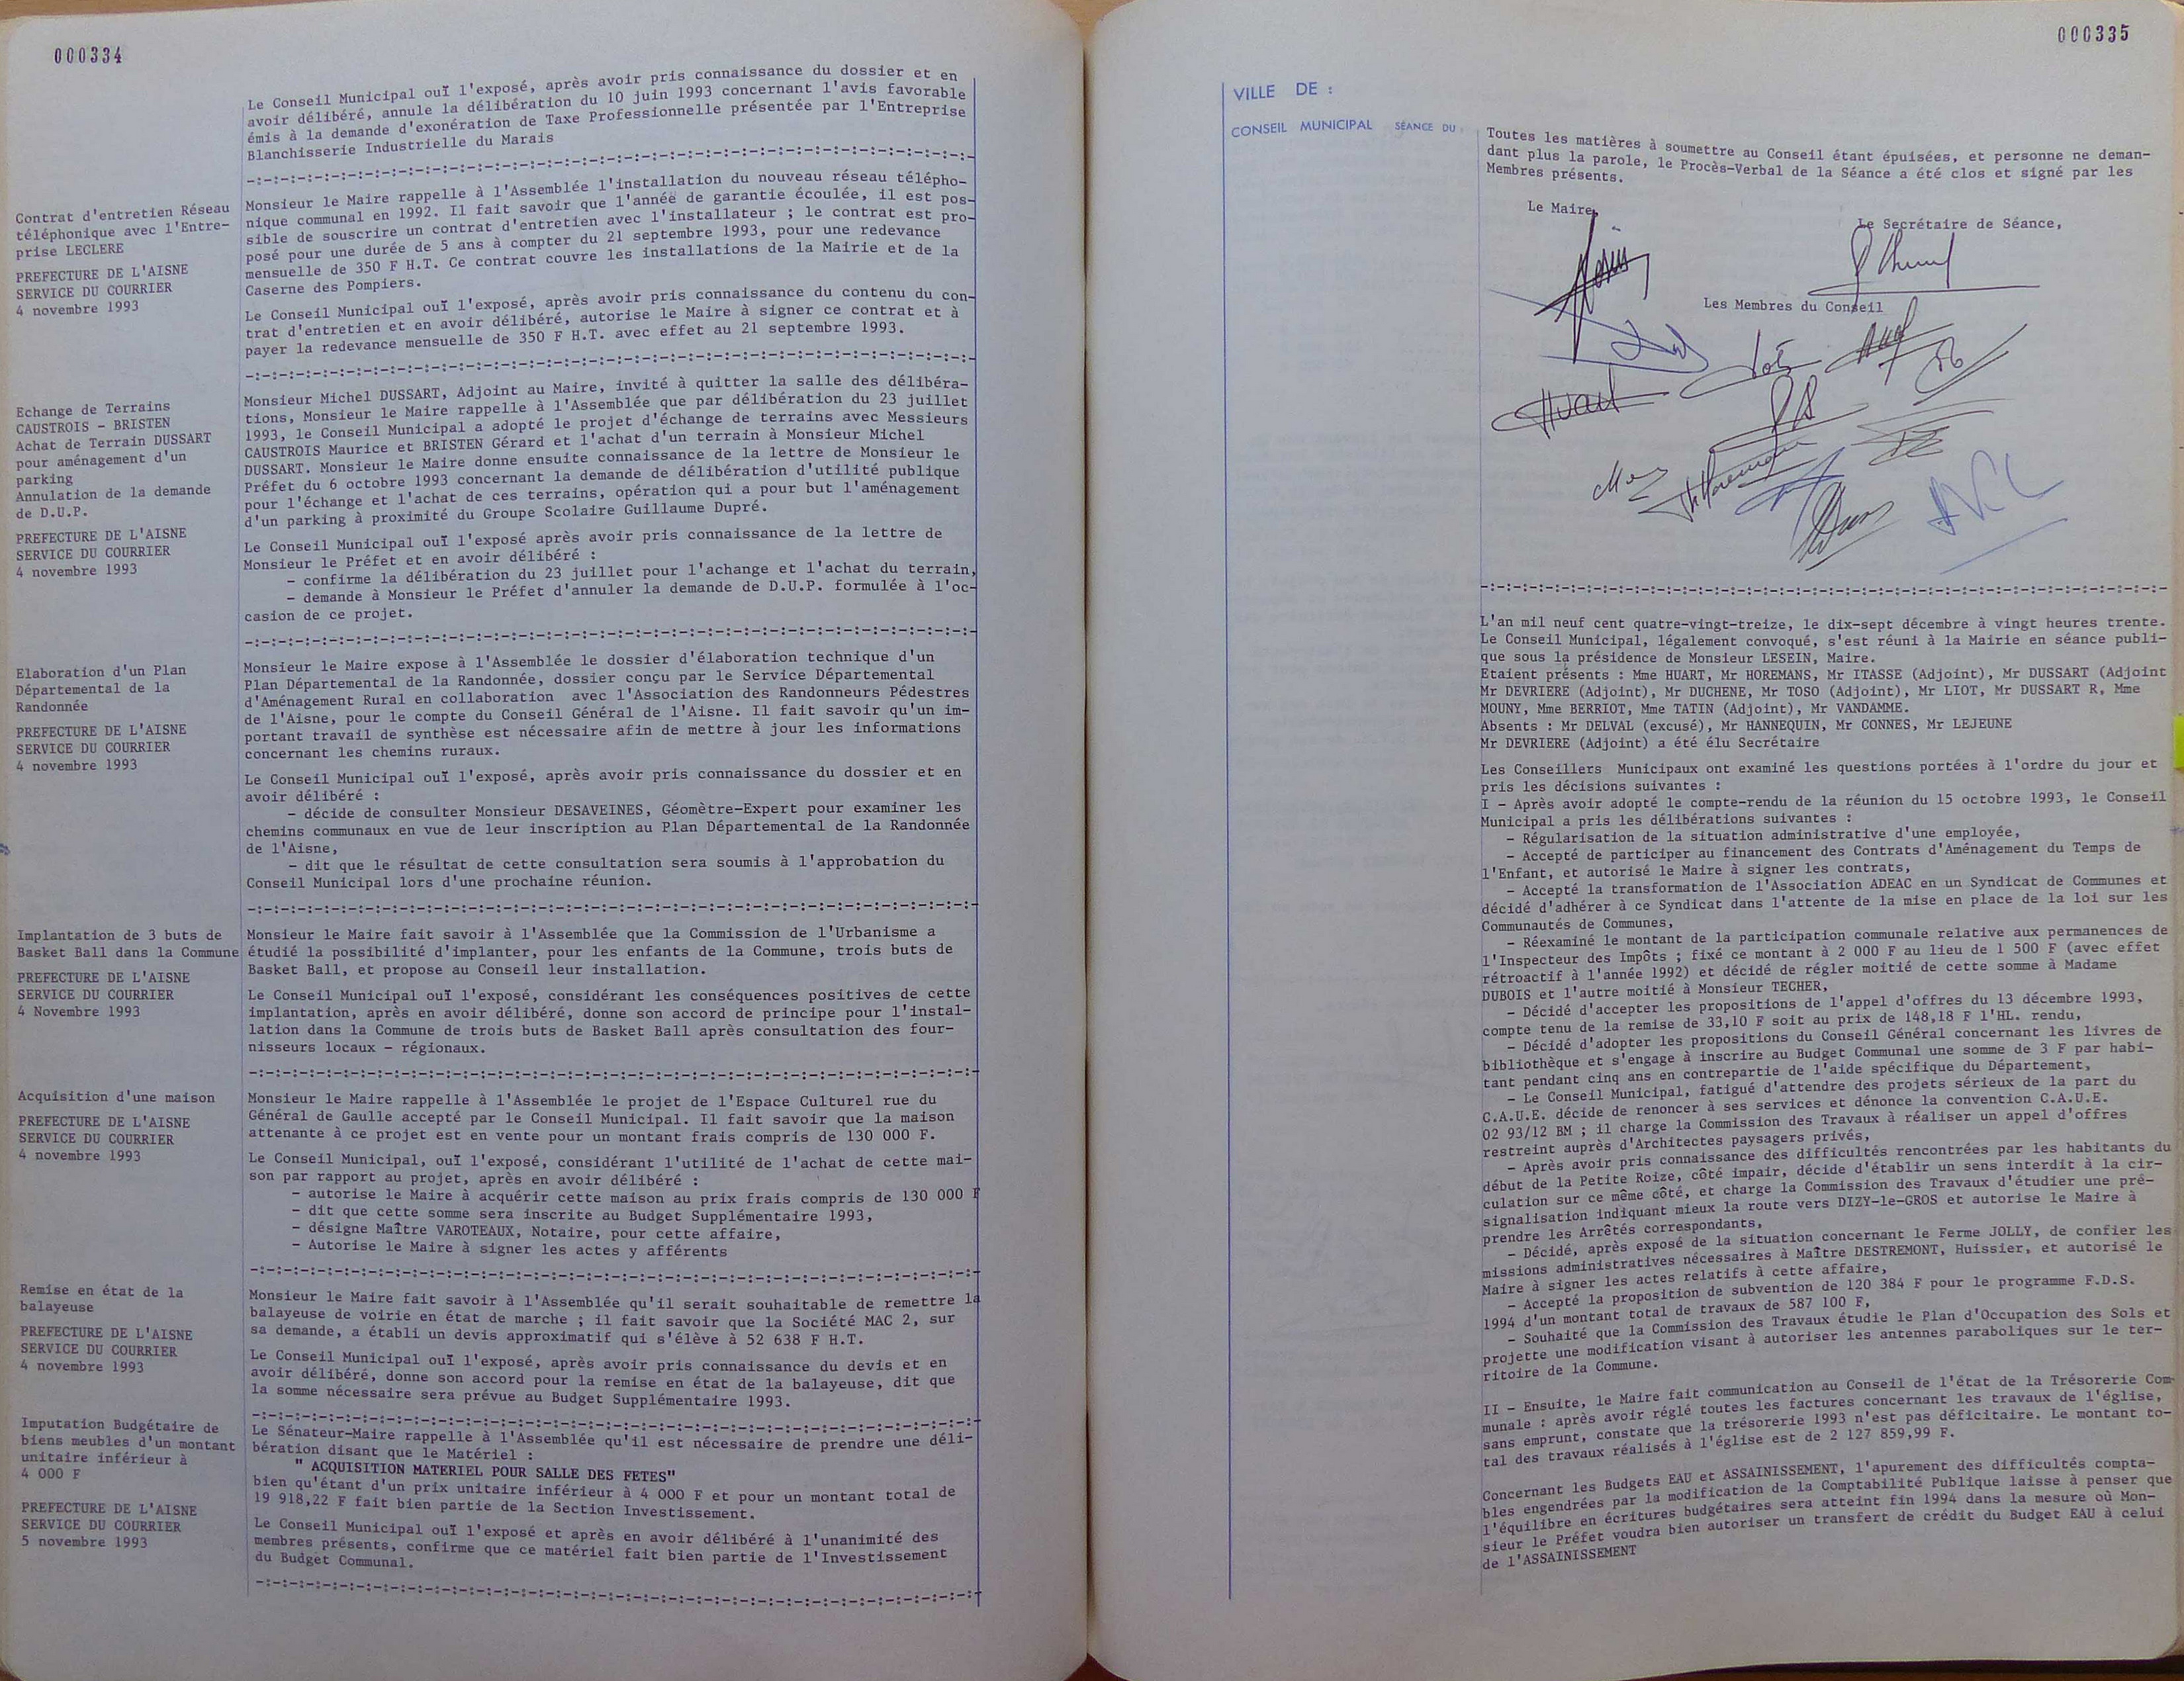 000334
Le Conseil Municipal ouï l'exposé, après avoir pris connaissance du dossier et en
avoir délibéré, annule la délibération du 10 juin 1993 concernant l'avis favorable
émis à la demande d'exonération de Taxe Professionnelle présentée par l'Entreprise
Blanchisserie Industrielle du Marais
-:-:-:-:-:-:-:-:-:-:-:-:-:-:-:-:-:-:-:-:-:-:-:-:-:-:-:-:-:-:-:-:-:-:-:-:-:-:-:-
Contrat d'entretien Réseau
téléphonique avec l'Entre-
prise LECLERE
PREFECTURE DE L'AISNE
SERVICE DU COURRIER
4 novembre 1993
Monsieur le Maire rappelle à l'Assemblée l'installation du nouveau réseau télépho-
nique communal en 1992. Il fait savoir que l'année de garantie écoulée, il est pos-
sible de souscrire un contrat d'entretien avec l'installateur ; le contrat est pro-
posé pour une durée de 5 ans à compter du 21 septembre 1993, pour une redevance
mensuelle de 350 F H.T. Ce contrat couvre les installations de la Mairie et de la
Caserne des Pompiers.
Le Conseil Municipal ouï l'exposé, après avoir pris connaissance du contenu du con-
trat d'entretien et en avoir délibéré, autorise le Maire à signer ce contrat et à
payer la redevance mensuelle de 350 F H.T. avec effet au 21 septembre 1993.
-:-:-:-:-:-:-:-:-:-:-:-:-:-:-:-:-:-:-:-:-:-:-:-:-:-:-:-:-:-:-:-:-:-:-:-:-:-:-:-
Echange de Terrains
CAUSTROIS - BRISTEN
Achat de Terrain DUSSART
pour aménagement d'un
parking
Annulation de la demande
de D.U.P.
PREFECTURE DE L'AISNE
SERVICE DU COURRIER
4 novembre 1993
Monsieur Michel DUSSART, Adjoint au Maire, invité à quitter la salle des délibéra-
tions, Monsieur le Maire rappelle à l'Assemblée que par délibération du 23 juillet
1993, le Conseil Municipal a adopté le projet d'échange de terrains avec Messieurs
CAUSTROIS Maurice et BRISTEN Gérard et l'achat d'un terrain à Monsieur Michel
DUSSART. Monsieur le Maire donne ensuite connaissance de la lettre de Monsieur le
Préfet du 6 octobre 1993 concernant la demande de délibération d'utilité publique
pour l'échange et l'achat de ces terrains, opération qui a pour but l'aménagement
d'un parking à proximité du Groupe Scolaire Guillaume Dupré.
Le Conseil Municipal ouï l'exposé après avoir pris connaissance de la lettre de
Monsieur le Préfet et en avoir délibéré :
- confirme la délibération du 23 juillet pour l'achange et l'achat du terrain,
- demande à Monsieur le Préfet d'annuler la demande de D.U.P. formulée à l'oc-
casion de ce projet.
-:-:-:-:-:-:-:-:-:-:-:-:-:-:-:-:-:-:-:-:-:-:-:-:-:-:-:-:-:-:-:-:-:-:-:-:-:-:-:-
Elaboration d'un Plan
Départemental de la
Randonnée
PREFECTURE DE L'AISNE
SERVICE DU COURRIER
4 novembre 1993
Monsieur le Maire expose à l'Assemblée le dossier d'élaboration technique d'un
Plan Départemental de la Randonnée, dossier conçu par le Service Départemental
d'Aménagement Rural en collaboration avec l'Association des Randonneurs Pédestres
de l'Aisne, pour le compte du Conseil Général de l'Aisne. Il fait savoir qu'un im-
portant travail de synthèse est nécessaire afin de mettre à jour les informations
concernant les chemins ruraux.
Le Conseil Municipal ouï l'exposé, après avoir pris connaissance du dossier et en
avoir délibéré :
- décide de consulter Monsieur DESAVEINES, Géomètre-Expert pour examiner les
chemins communaux en vue de leur inscription au Plan Départemental de la Randonnée
de l'Aisne,
- dit que le résultat de cette consultation sera soumis à l'approbation du
Conseil Municipal lors d'une prochaine réunion.
-:-:-:-:-:-:-:-:-:-:-:-:-:-:-:-:-:-:-:-:-:-:-:-:-:-:-:-:-:-:-:-:-:-:-:-:-:-:-:-
Implantation de 3 buts de
Basket Ball dans la Commune
PREFECTURE DE L'AISNE
SERVICE DU COURRIER
4 Novembre 1993
Monsieur le Maire fait savoir à l'Assemblée que la Commission de l'Urbanisme a
étudié la possibilité d'implanter, pour les enfants de la Commune, trois buts de
Basket Ball, et propose au Conseil leur installation.
Le Conseil Municipal ouï l'exposé, considérant les conséquences positives de cette
implantation, après en avoir délibéré, donne son accord de principe pour l'instal-
lation dans la Commune de trois buts de Basket Ball après consultation des four-
nisseurs locaux - régionaux.
-:-:-:-:-:-:-:-:-:-:-:-:-:-:-:-:-:-:-:-:-:-:-:-:-:-:-:-:-:-:-:-:-:-:-:-:-:-:-:-
Acquisition d'une maison
PREFECTURE DE L'AISNE
SERVICE DU COURRIER
4 novembre 1993
Monsieur le Maire rappelle à l'Assemblée le projet de l'Espace Culturel rue du
Général de Gaulle accepté par le Conseil Municipal. Il fait savoir que la maison
attenante à ce projet est en vente pour un montant frais compris de 130 000 F.
Le Conseil Municipal, ouï l'exposé, considérant l'utilité de l'achat de cette mai-
son par rapport au projet, après en avoir délibéré :
- autorise le Maire à acquérir cette maison au prix frais compris de 130 000 F
- dit que cette somme sera inscrite au Budget Supplémentaire 1993,
- désigne Maître VAROTEAUX, Notaire, pour cette affaire,
- Autorise le Maire à signer les actes y afférents
-:-:-:-:-:-:-:-:-:-:-:-:-:-:-:-:-:-:-:-:-:-:-:-:-:-:-:-:-:-:-:-:-:-:-:-:-:-:-:-
Remise en état de la
balayeuse
PREFECTURE DE L'AISNE
SERVICE DU COURRIER
4 novembre 1993
Monsieur le Maire fait savoir à l'Assemblée qu'il serait souhaitable de remettre la
balayeuse de voirie en état de marche ; il fait savoir que la Société MAC 2, sur
sa demande, a établi un devis approximatif qui s'élève à 52 638 F H.T.
Le Conseil Municipal ouï l'exposé, après avoir pris connaissance du devis et en
avoir délibéré, donne son accord pour la remise en état de la balayeuse, dit que
la somme nécessaire sera prévue au Budget Supplémentaire 1993.
-:-:-:-:-:-:-:-:-:-:-:-:-:-:-:-:-:-:-:-:-:-:-:-:-:-:-:-:-:-:-:-:-:-:-:-:-:-:-:-
Imputation Budgétaire de
biens meubles d'un montant
unitaire inférieur à
4 000 F
PREFECTURE DE L'AISNE
SERVICE DU COURRIER
5 novembre 1993
Le Sénateur-Maire rappelle à l'Assemblée qu'il est nécessaire de prendre une déli-
bération disant que le Matériel :
" ACQUISITION MATERIEL POUR SALLE DES FETES"
bien qu'étant d'un prix unitaire inférieur à 4 000 F et pour un montant total de
19 918,22 F fait bien partie de la Section Investissement.
Le Conseil Municipal ouï l'exposé et après en avoir délibéré à l'unanimité des
membres présents, confirme que ce matériel fait bien partie de l'Investissement
du Budget Communal.
-:-:-:-:-:-:-:-:-:-:-:-:-:-:-:-:-:-:-:-:-:-:-:-:-:-:-:-:-:-:-:-:-:-:-:-:-:-:-:-
000335
VILLE DE :
CONSEIL MUNICIPAL SÉANCE DU :
Toutes les matières à soumettre au Conseil étant épuisées, et personne ne deman-
dant plus la parole, le Procès-Verbal de la Séance a été clos et signé par les
Membres présents.
Le Maire,
Le Secrétaire de Séance,
Les Membres du Conseil
-:-:-:-:-:-:-:-:-:-:-:-:-:-:-:-:-:-:-:-:-:-:-:-:-:-:-:-:-:-:-:-:-:-:-:-:-:-:-:-
L'an mil neuf cent quatre-vingt-treize, le dix-sept décembre à vingt heures trente.
Le Conseil Municipal, légalement convoqué, s'est réuni à la Mairie en séance publi-
que sous la présidence de Monsieur LESEIN, Maire.
Etaient présents : Mme HUART, Mr HOREMANS, Mr ITASSE (Adjoint), Mr DUSSART (Adjoint
Mr DEVRIERE (Adjoint), Mr DUCHENE, Mr TOSO (Adjoint), Mr LIOT, Mr DUSSART R, Mme
MOUNY, Mme BERRIOT, Mme TATIN (Adjoint), Mr VANDAMME.
Absents : Mr DELVAL (excusé), Mr HANNEQUIN, Mr CONNES, Mr LEJEUNE
Mr DEVRIERE (Adjoint) a été élu Secrétaire
Les Conseillers Municipaux ont examiné les questions portées à l'ordre du jour et
pris les décisions suivantes :
I - Après avoir adopté le compte-rendu de la réunion du 15 octobre 1993, le Conseil
Municipal a pris les délibérations suivantes :
- Régularisation de la situation administrative d'une employée,
- Accepté de participer au financement des Contrats d'Aménagement du Temps de
l'Enfant, et autorisé le Maire à signer les contrats,
- Accepté la transformation de l'Association ADEAC en un Syndicat de Communes et
décidé d'adhérer à ce Syndicat dans l'attente de la mise en place de la loi sur les
Communautés de Communes,
- Réexaminé le montant de la participation communale relative aux permanences de
l'Inspecteur des Impôts ; fixé ce montant à 2 000 F au lieu de 1 500 F (avec effet
rétroactif à l'année 1992) et décidé de régler moitié de cette somme à Madame
DUBOIS et l'autre moitié à Monsieur TECHER,
- Décidé d'accepter les propositions de l'appel d'offres du 13 décembre 1993,
compte tenu de la remise de 33,10 F soit au prix de 148,18 F l'HL. rendu,
- Décidé d'adopter les propositions du Conseil Général concernant les livres de
bibliothèque et s'engage à inscrire au Budget Communal une somme de 3 F par habi-
tant pendant cinq ans en contrepartie de l'aide spécifique du Département,
- Le Conseil Municipal, fatigué d'attendre des projets sérieux de la part du
C.A.U.E. décide de renoncer à ses services et dénonce la convention C.A.U.E.
02 93/12 BM ; il charge la Commission des Travaux à réaliser un appel d'offres
restreint auprès d'Architectes paysagers privés,
- Après avoir pris connaissance des difficultés rencontrées par les habitants du
début de la Petite Roize, côté impair, décide d'établir un sens interdit à la cir-
culation sur ce même côté, et charge la Commission des Travaux d'étudier une pré-
signalisation indiquant mieux la route vers DIZY-le-GROS et autorise le Maire à
prendre les Arrêtés correspondants,
- Décidé, après exposé de la situation concernant le Ferme JOLLY, de confier les
missions administratives nécessaires à Maître DESTREMONT, Huissier, et autorisé le
Maire à signer les actes relatifs à cette affaire,
- Accepté la proposition de subvention de 120 384 F pour le programme F.D.S.
1994 d'un montant total de travaux de 587 100 F,
- Souhaité que la Commission des Travaux étudie le Plan d'Occupation des Sols et
projette une modification visant à autoriser les antennes paraboliques sur le ter-
ritoire de la Commune.
II - Ensuite, le Maire fait communication au Conseil de l'état de la Trésorerie Com-
munale : après avoir réglé toutes les factures concernant les travaux de l'église,
sans emprunt, constate que la trésorerie 1993 n'est pas déficitaire. Le montant to-
tal des travaux réalisés à l'église est de 2 127 859,99 F.
Concernant les Budgets EAU et ASSAINISSEMENT, l'apurement des difficultés compta-
bles engendrées par la modification de la Comptabilité Publique laisse à penser que
l'équilibre en écritures budgétaires sera atteint fin 1994 dans la mesure où Mon-
sieur le Préfet voudra bien autoriser un transfert de crédit du Budget EAU à celui
de l'ASSAINISSEMENT